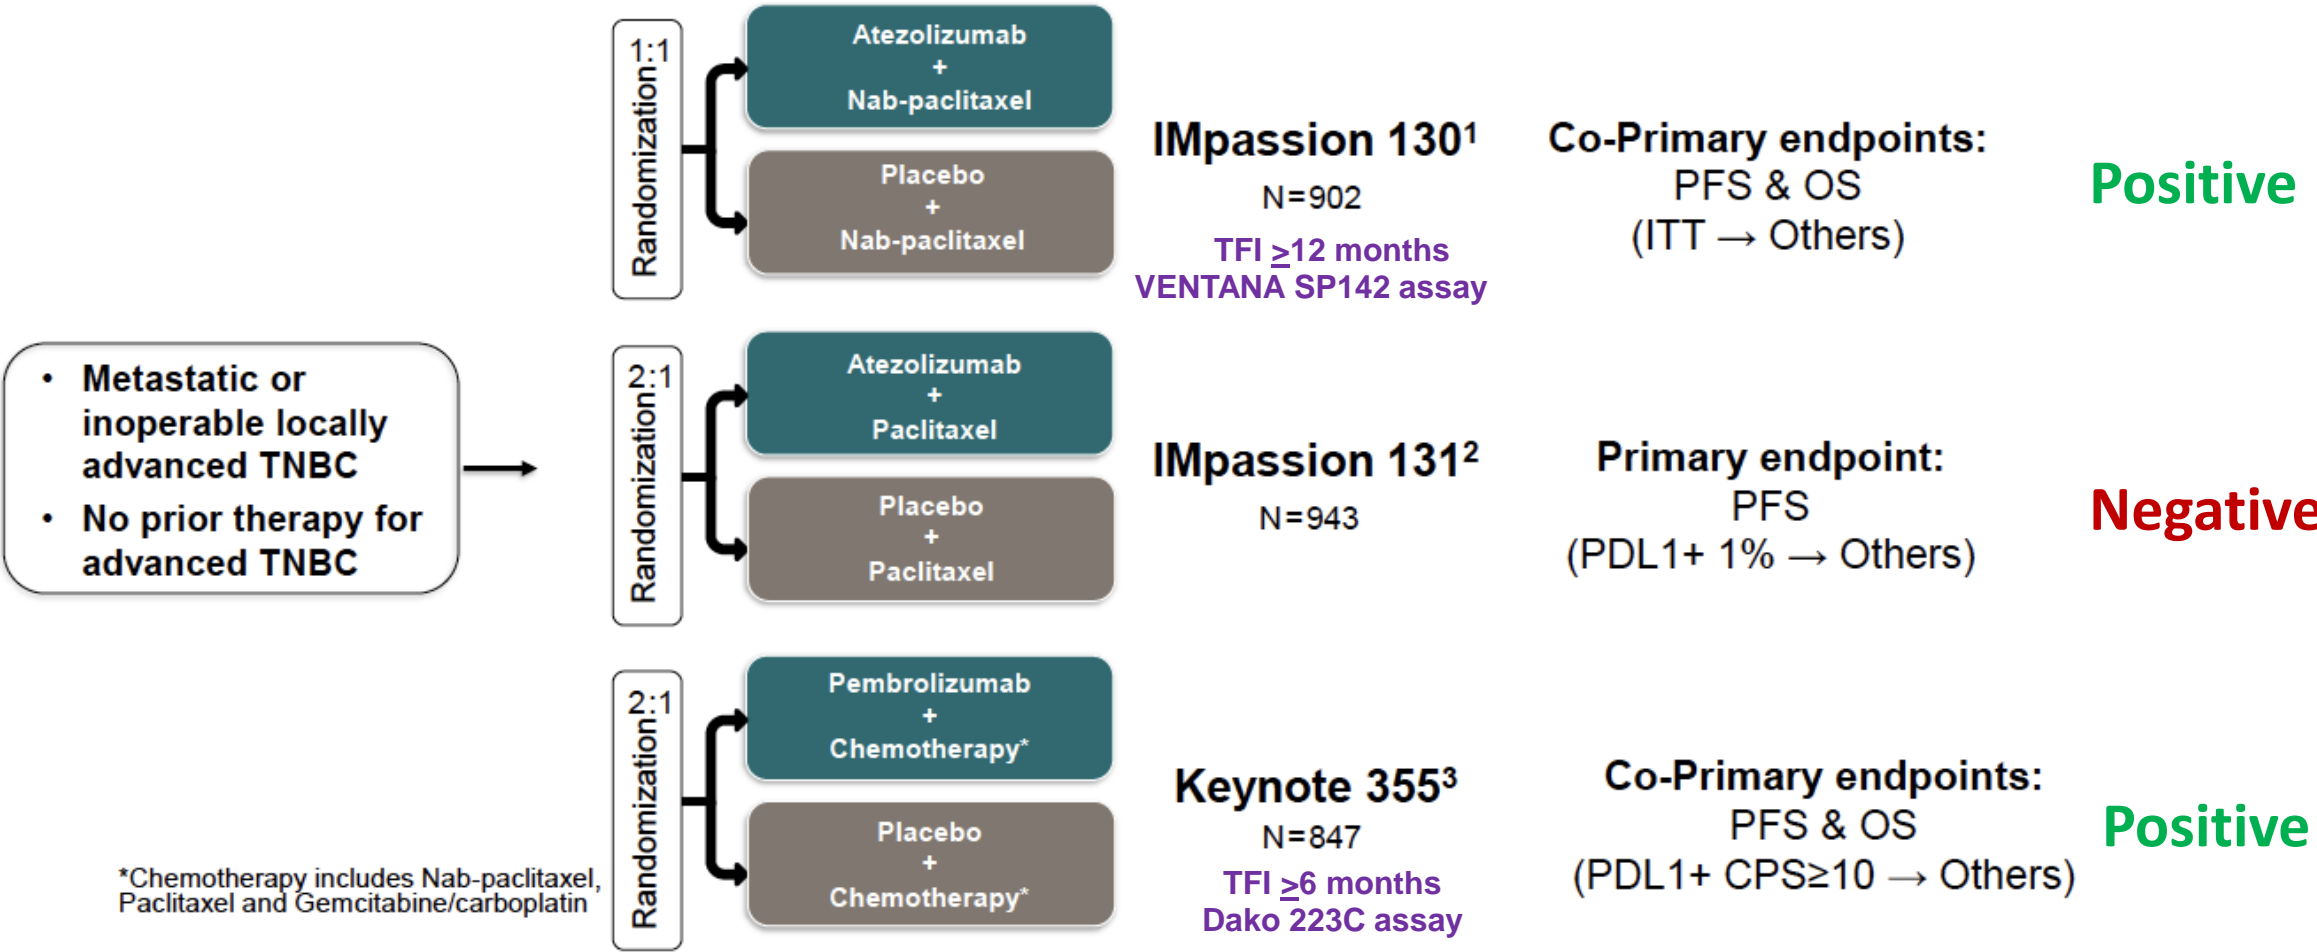 • Metastatic or
inoperable locally
advanced TNBC
• No prior therapy for
advanced TNBC
Randomization:
1:1
Atezolizumab
+
Nab-paclitaxel
Placebo
+
Nab-paclitaxel
IMpassion 130¹
N=902
TFI ≥12 months
VENTANA SP142 assay
Co-Primary endpoints:
PFS & OS
(ITT → Others)
Positive
Randomization:
2:1
Atezolizumab
+
Paclitaxel
Placebo
+
Paclitaxel
IMpassion 131²
N=943
Primary endpoint:
PFS
(PDL1+ 1% → Others)
Negative
Randomization:
2:1
Pembrolizumab
+
Chemotherapy*
Placebo
+
Chemotherapy*
Keynote 355³
N=847
TFI ≥6 months
Dako 223C assay
Co-Primary endpoints:
PFS & OS
(PDL1+ CPS≥10 → Others)
Positive
*Chemotherapy includes Nab-paclitaxel,
Paclitaxel and Gemcitabine/carboplatin